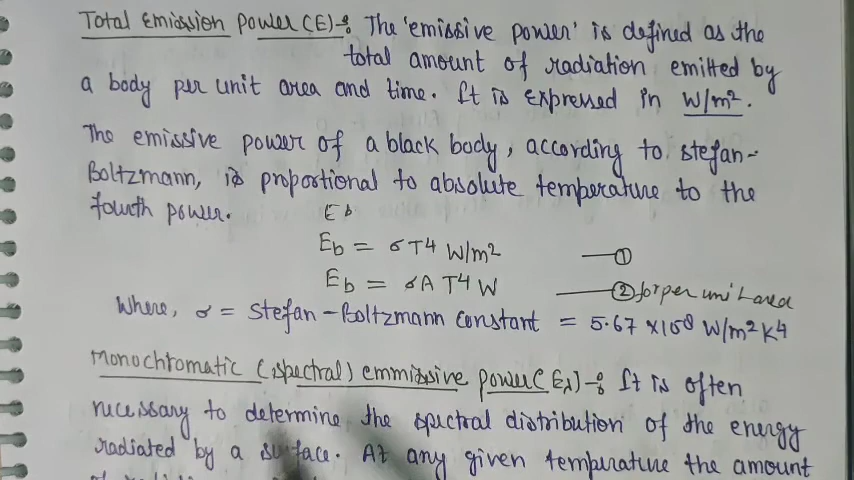 Total Emission Power (E) :- The 'emissive power' is defined as the
total amount of radiation emitted by
a body per unit area and time. It is expressed in W/m².
The emissive power of a black body, according to stefan-
Boltzmann, is proportional to absolute temperature to the
fourth power.
Eb
Eb = σT4 W/m² —①
Eb = σA T4 W —② for per unit area
Where, σ = Stefan-Boltzmann constant = 5.67 ×10⁸ W/m²K4
Monochromatic (spectral) emmissive power (Eλ) :- It is often
necessary to determine the spectral distribution of the energy
radiated by a surface. At any given temperature the amount